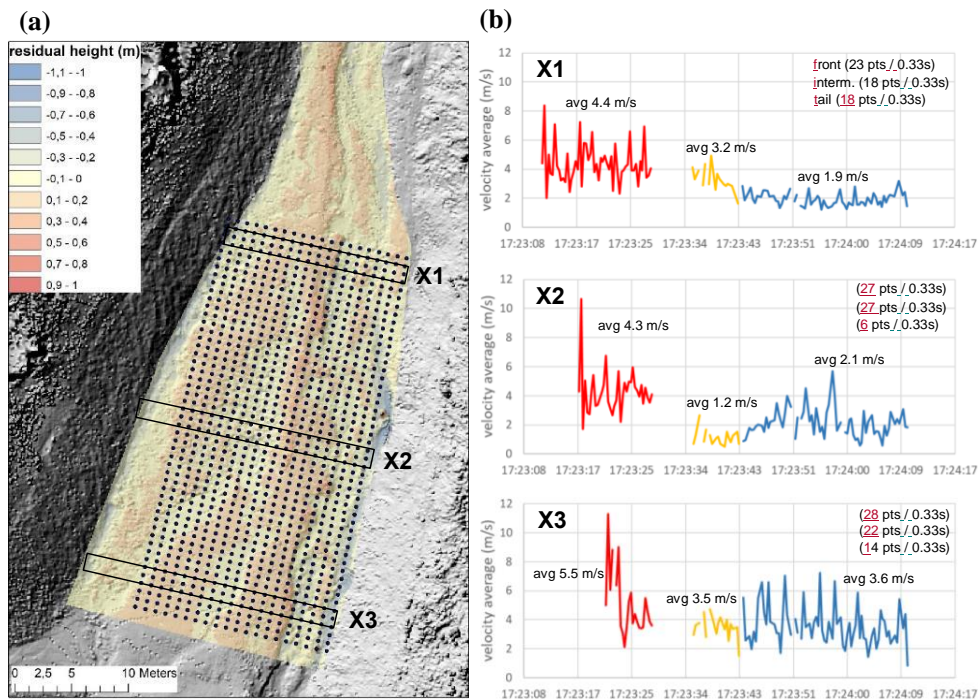 (a)
residual height (m)
-1,1 - -1
-0,9 - -0,8
-0,7 - -0,6
-0,5 - -0,4
-0,3 - -0,2
-0,1 - 0
0,1 - 0,2
0,3 - 0,4
0,5 - 0,6
0,7 - 0,8
0,9 - 1
X1
X2
X3
0 2,5 5 10 Meters
(b)
X1
front (23 pts / 0.33s)
interm. (18 pts / 0.33s)
tail (18 pts / 0.33s)
avg 4.4 m/s
avg 3.2 m/s
avg 1.9 m/s
velocity average (m/s)
12
10
8
6
4
2
0
17:23:08 17:23:17 17:23:25 17:23:34 17:23:43 17:23:51 17:24:00 17:24:09 17:24:17
X2
(27 pts / 0.33s)
(27 pts / 0.33s)
(6 pts / 0.33s)
avg 4.3 m/s
avg 1.2 m/s
avg 2.1 m/s
velocity average (m/s)
12
10
8
6
4
2
0
17:23:08 17:23:17 17:23:25 17:23:34 17:23:43 17:23:51 17:24:00 17:24:09 17:24:17
X3
(28 pts / 0.33s)
(22 pts / 0.33s)
(14 pts / 0.33s)
avg 5.5 m/s
avg 3.5 m/s
avg 3.6 m/s
velocity average (m/s)
12
10
8
6
4
2
0
17:23:08 17:23:17 17:23:25 17:23:34 17:23:43 17:23:51 17:24:00 17:24:09 17:24:17